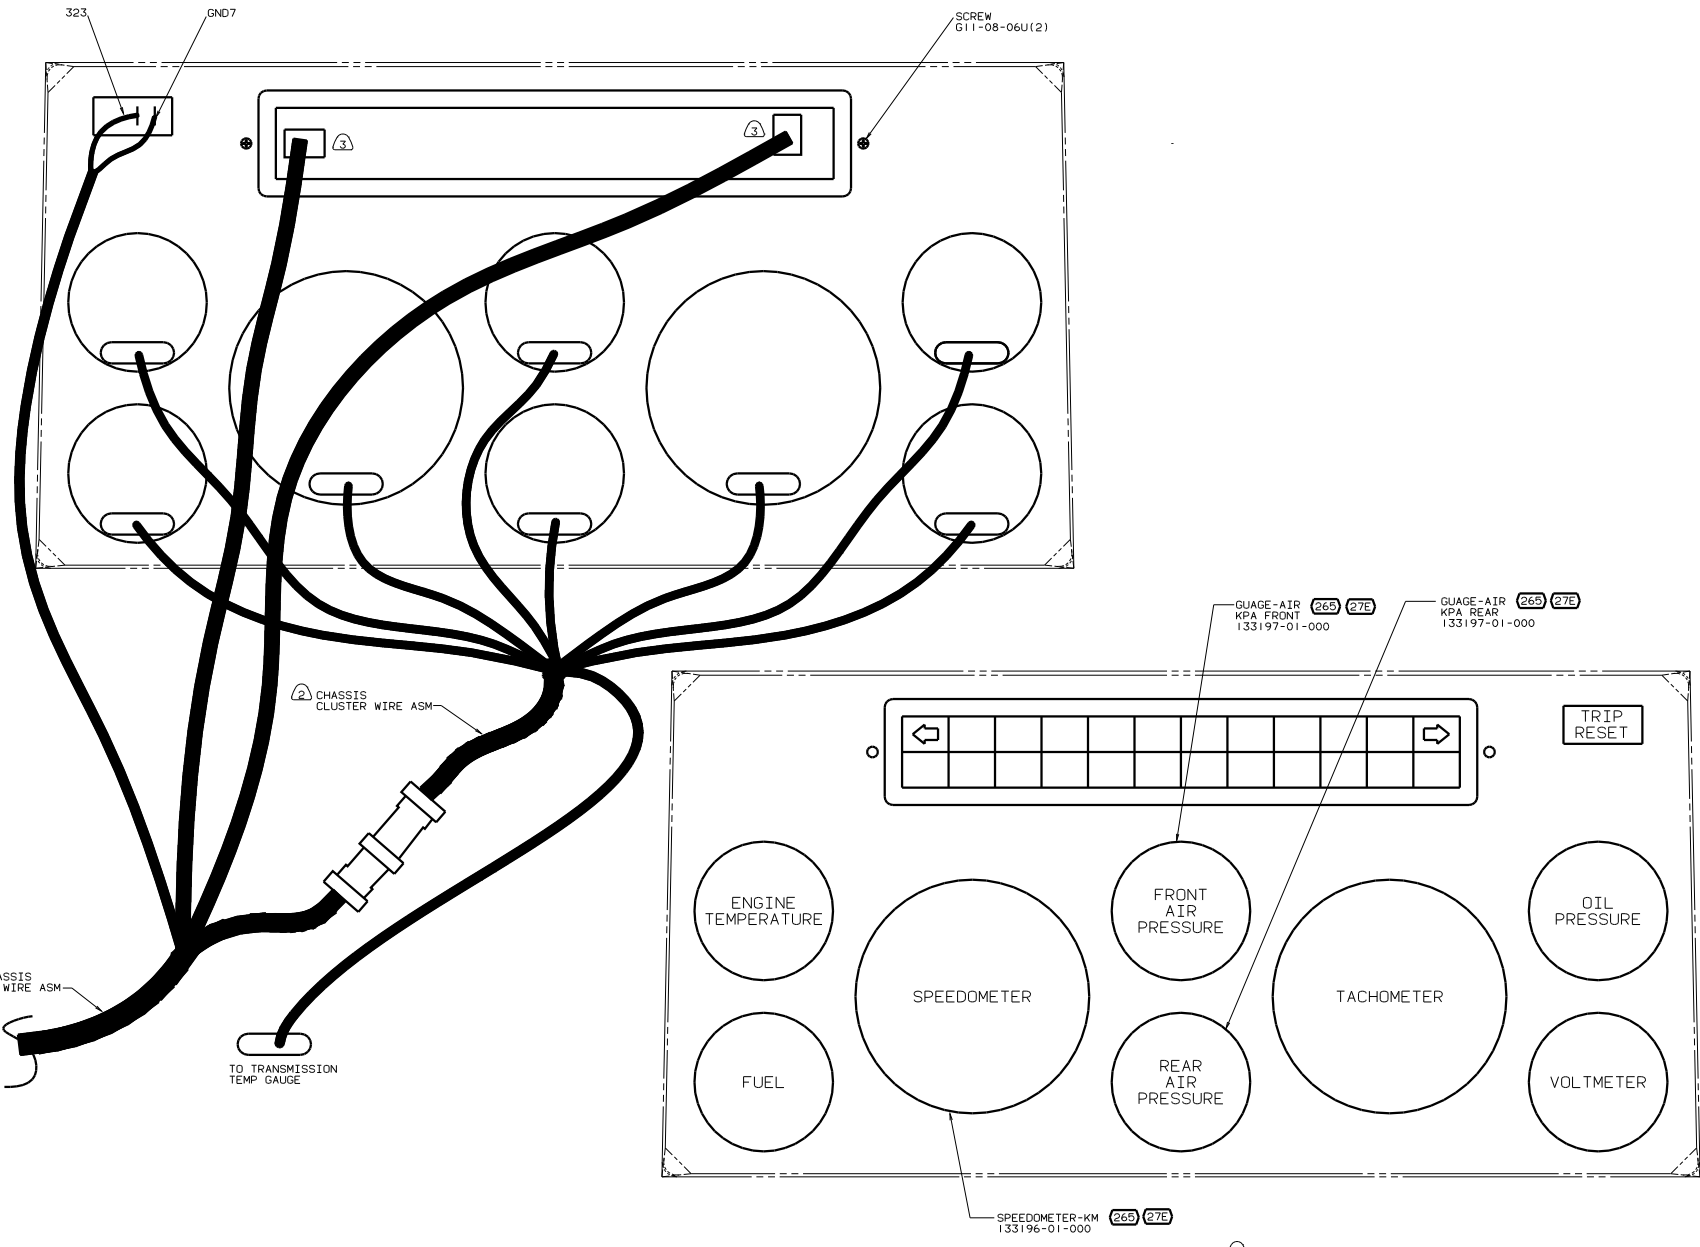 323
GND7
SCREW
G11-08-06U(2)
3
3
GUAGE-AIR 265 27E
KPA FRONT
133197-01-000
GUAGE-AIR 265 27E
KPA REAR
133197-01-000
2 CHASSIS
CLUSTER WIRE ASM
TRIP
RESET
ENGINE
TEMPERATURE
FRONT
AIR
PRESSURE
OIL
PRESSURE
SPEEDOMETER
TACHOMETER
WIRE ASM
TO TRANSMISSION
TEMP GAUGE
FUEL
REAR
AIR
PRESSURE
VOLTMETER
SPEEDOMETER-KM 265 27E
133196-01-000